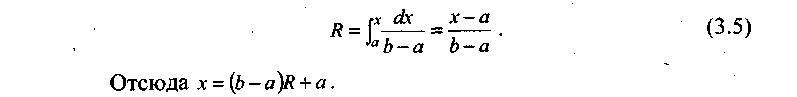 R = ∫ₐˣ dx/(b−a) = (x−a)/(b−a) . (3.5)
Отсюда x = (b−a)R + a .